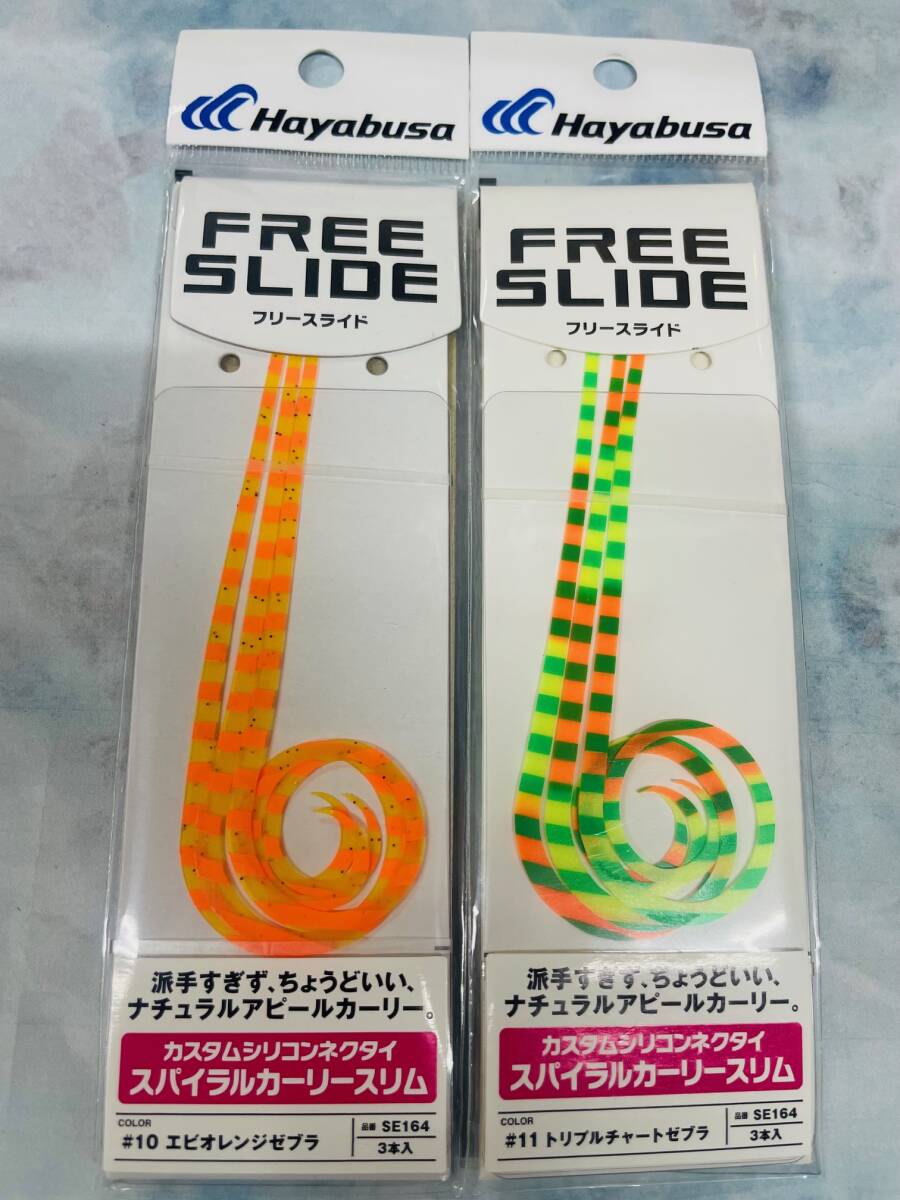 Hayabusa
FREE
SLIDE
フリースライド
派手すぎず、ちょうどいい、
ナチュラルアピールカーリー。
カスタムシリコンネクタイ
スパイラルカーリースリム
COLOR
#10 エビオレンジゼブラ
品番 SE164
3本入
Hayabusa
FREE
SLIDE
フリースライド
派手すぎず、ちょうどいい、
ナチュラルアピールカーリー。
カスタムシリコンネクタイ
スパイラルカーリースリム
COLOR
#11 トリプルチャートゼブラ
品番 SE164
3本入